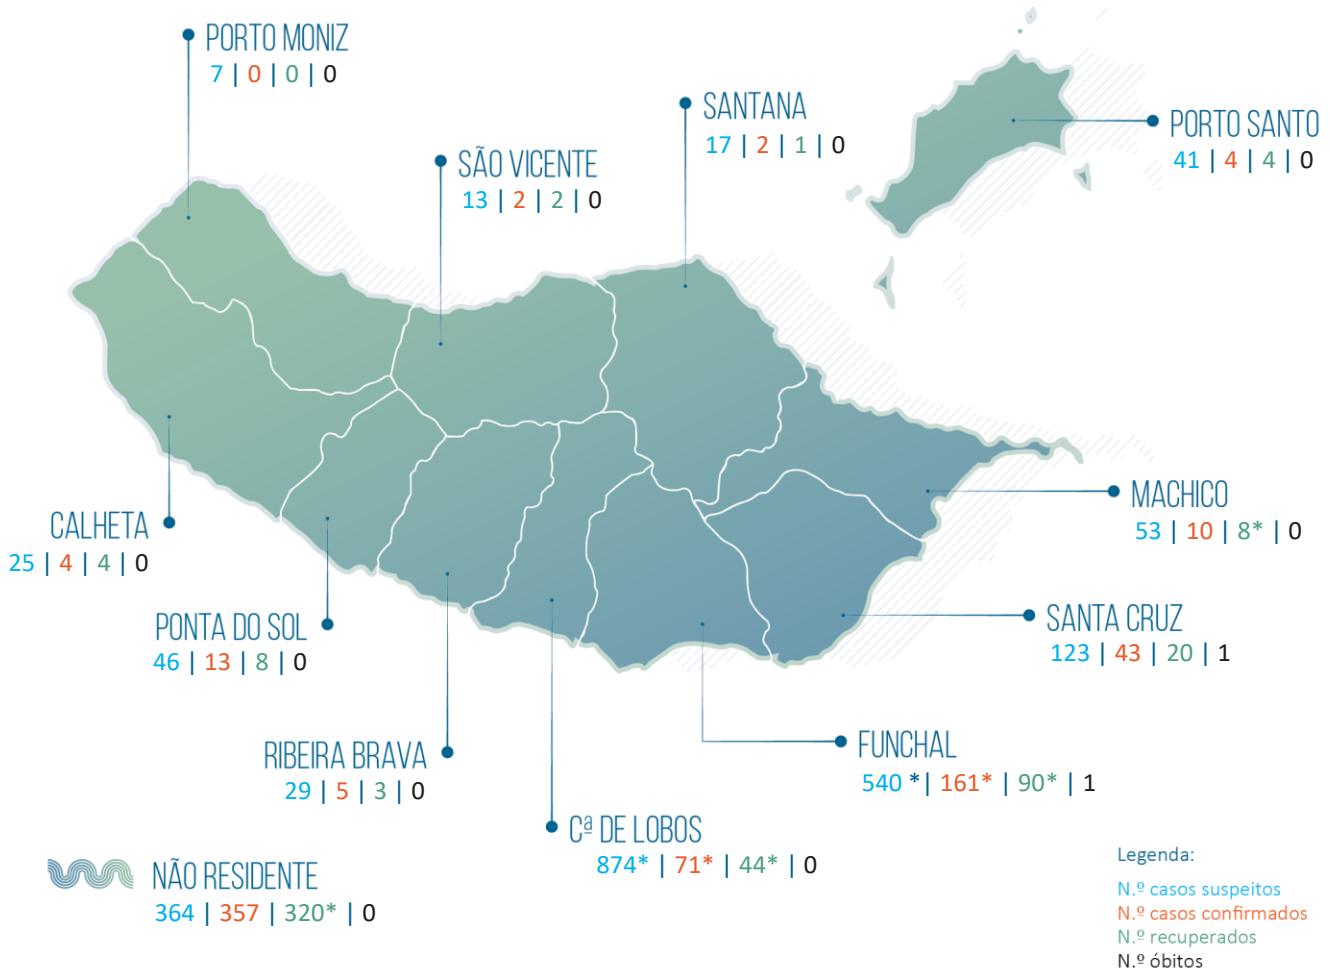 PORTO MONIZ
7 | 0 | 0 | 0
SANTANA
17 | 2 | 1 | 0
PORTO SANTO
41 | 4 | 4 | 0
SÃO VICENTE
13 | 2 | 2 | 0
MACHICO
53 | 10 | 8* | 0
CALHETA
25 | 4 | 4 | 0
SANTA CRUZ
123 | 43 | 20 | 1
PONTA DO SOL
46 | 13 | 8 | 0
FUNCHAL
540 *| 161* | 90* | 1
RIBEIRA BRAVA
29 | 5 | 3 | 0
Cª DE LOBOS
874* | 71* | 44* | 0
NÃO RESIDENTE
364 | 357 | 320* | 0
Legenda:
N.º casos suspeitos
N.º casos confirmados
N.º recuperados
N.º óbitos